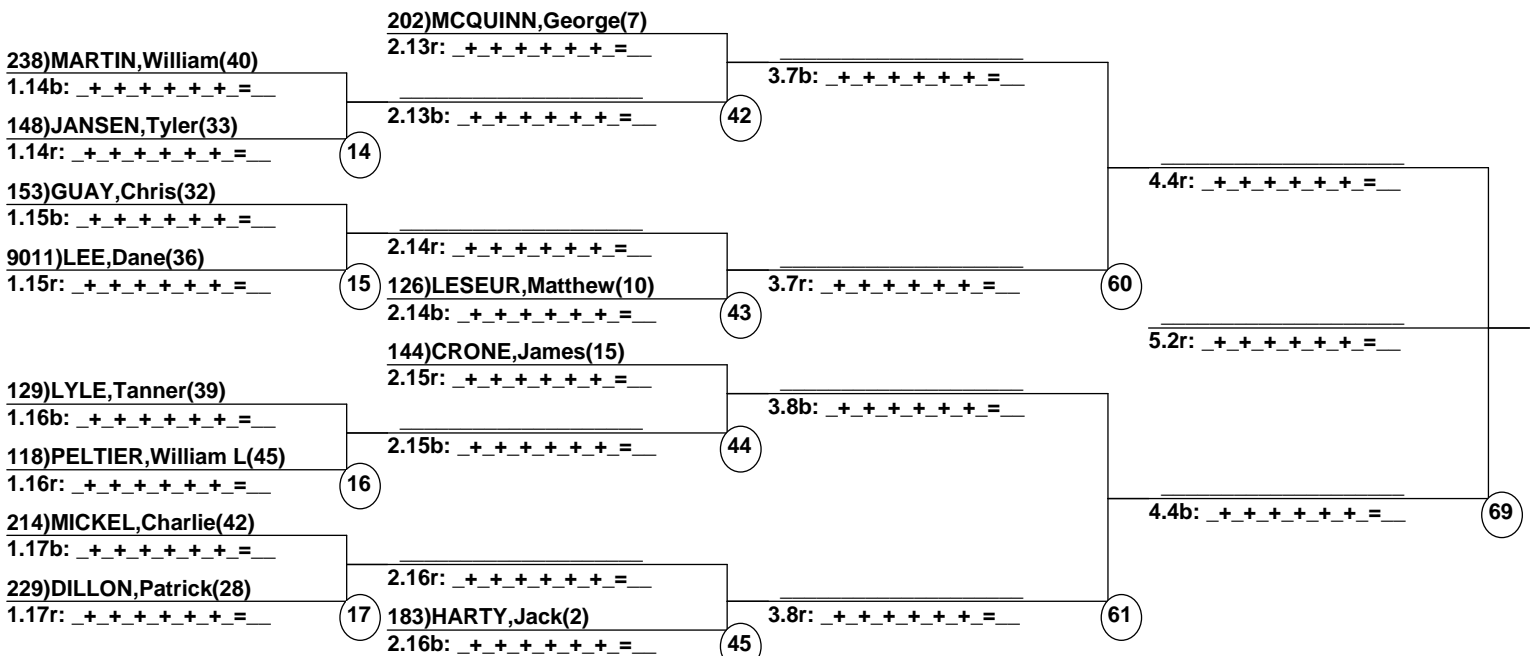 238)MARTIN,William(40)
1.14b: _+_+_+_+_+_=__
148)JANSEN,Tyler(33)
1.14r: _+_+_+_+_+_=__
14
153)GUAY,Chris(32)
1.15b: _+_+_+_+_+_=__
9011)LEE,Dane(36)
1.15r: _+_+_+_+_+_=__
15
129)LYLE,Tanner(39)
1.16b: _+_+_+_+_+_=__
118)PELTIER,William L(45)
1.16r: _+_+_+_+_+_=__
16
214)MICKEL,Charlie(42)
1.17b: _+_+_+_+_+_=__
229)DILLON,Patrick(28)
1.17r: _+_+_+_+_+_=__
17
202)MCQUINN,George(7)
2.13r: _+_+_+_+_+_=__
2.13b: _+_+_+_+_+_=__
42
2.14r: _+_+_+_+_+_=__
126)LESEUR,Matthew(10)
2.14b: _+_+_+_+_+_=__
43
144)CRONE,James(15)
2.15r: _+_+_+_+_+_=__
2.15b: _+_+_+_+_+_=__
44
2.16r: _+_+_+_+_+_=__
183)HARTY,Jack(2)
2.16b: _+_+_+_+_+_=__
45
3.7b: _+_+_+_+_+_=__
3.7r: _+_+_+_+_+_=__
60
3.8b: _+_+_+_+_+_=__
3.8r: _+_+_+_+_+_=__
61
4.4r: _+_+_+_+_+_=__
4.4b: _+_+_+_+_+_=__
69
5.2r: _+_+_+_+_+_=__